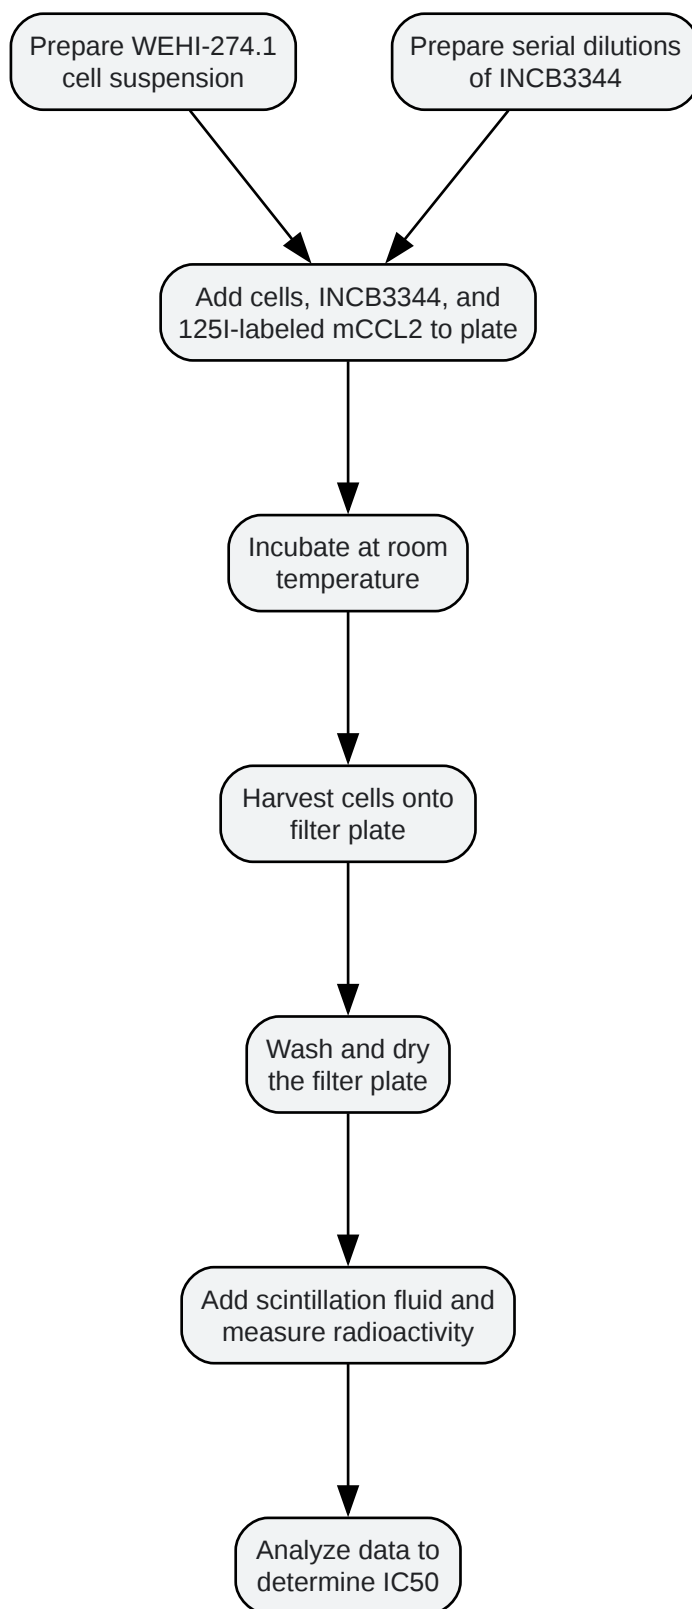 Prepare WEHI-274.1
cell suspension
Prepare serial dilutions
of INCB3344
Add cells, INCB3344, and
125I-labeled mCCL2 to plate
Incubate at room
temperature
Harvest cells onto
filter plate
Wash and dry
the filter plate
Add scintillation fluid and
measure radioactivity
Analyze data to
determine IC50